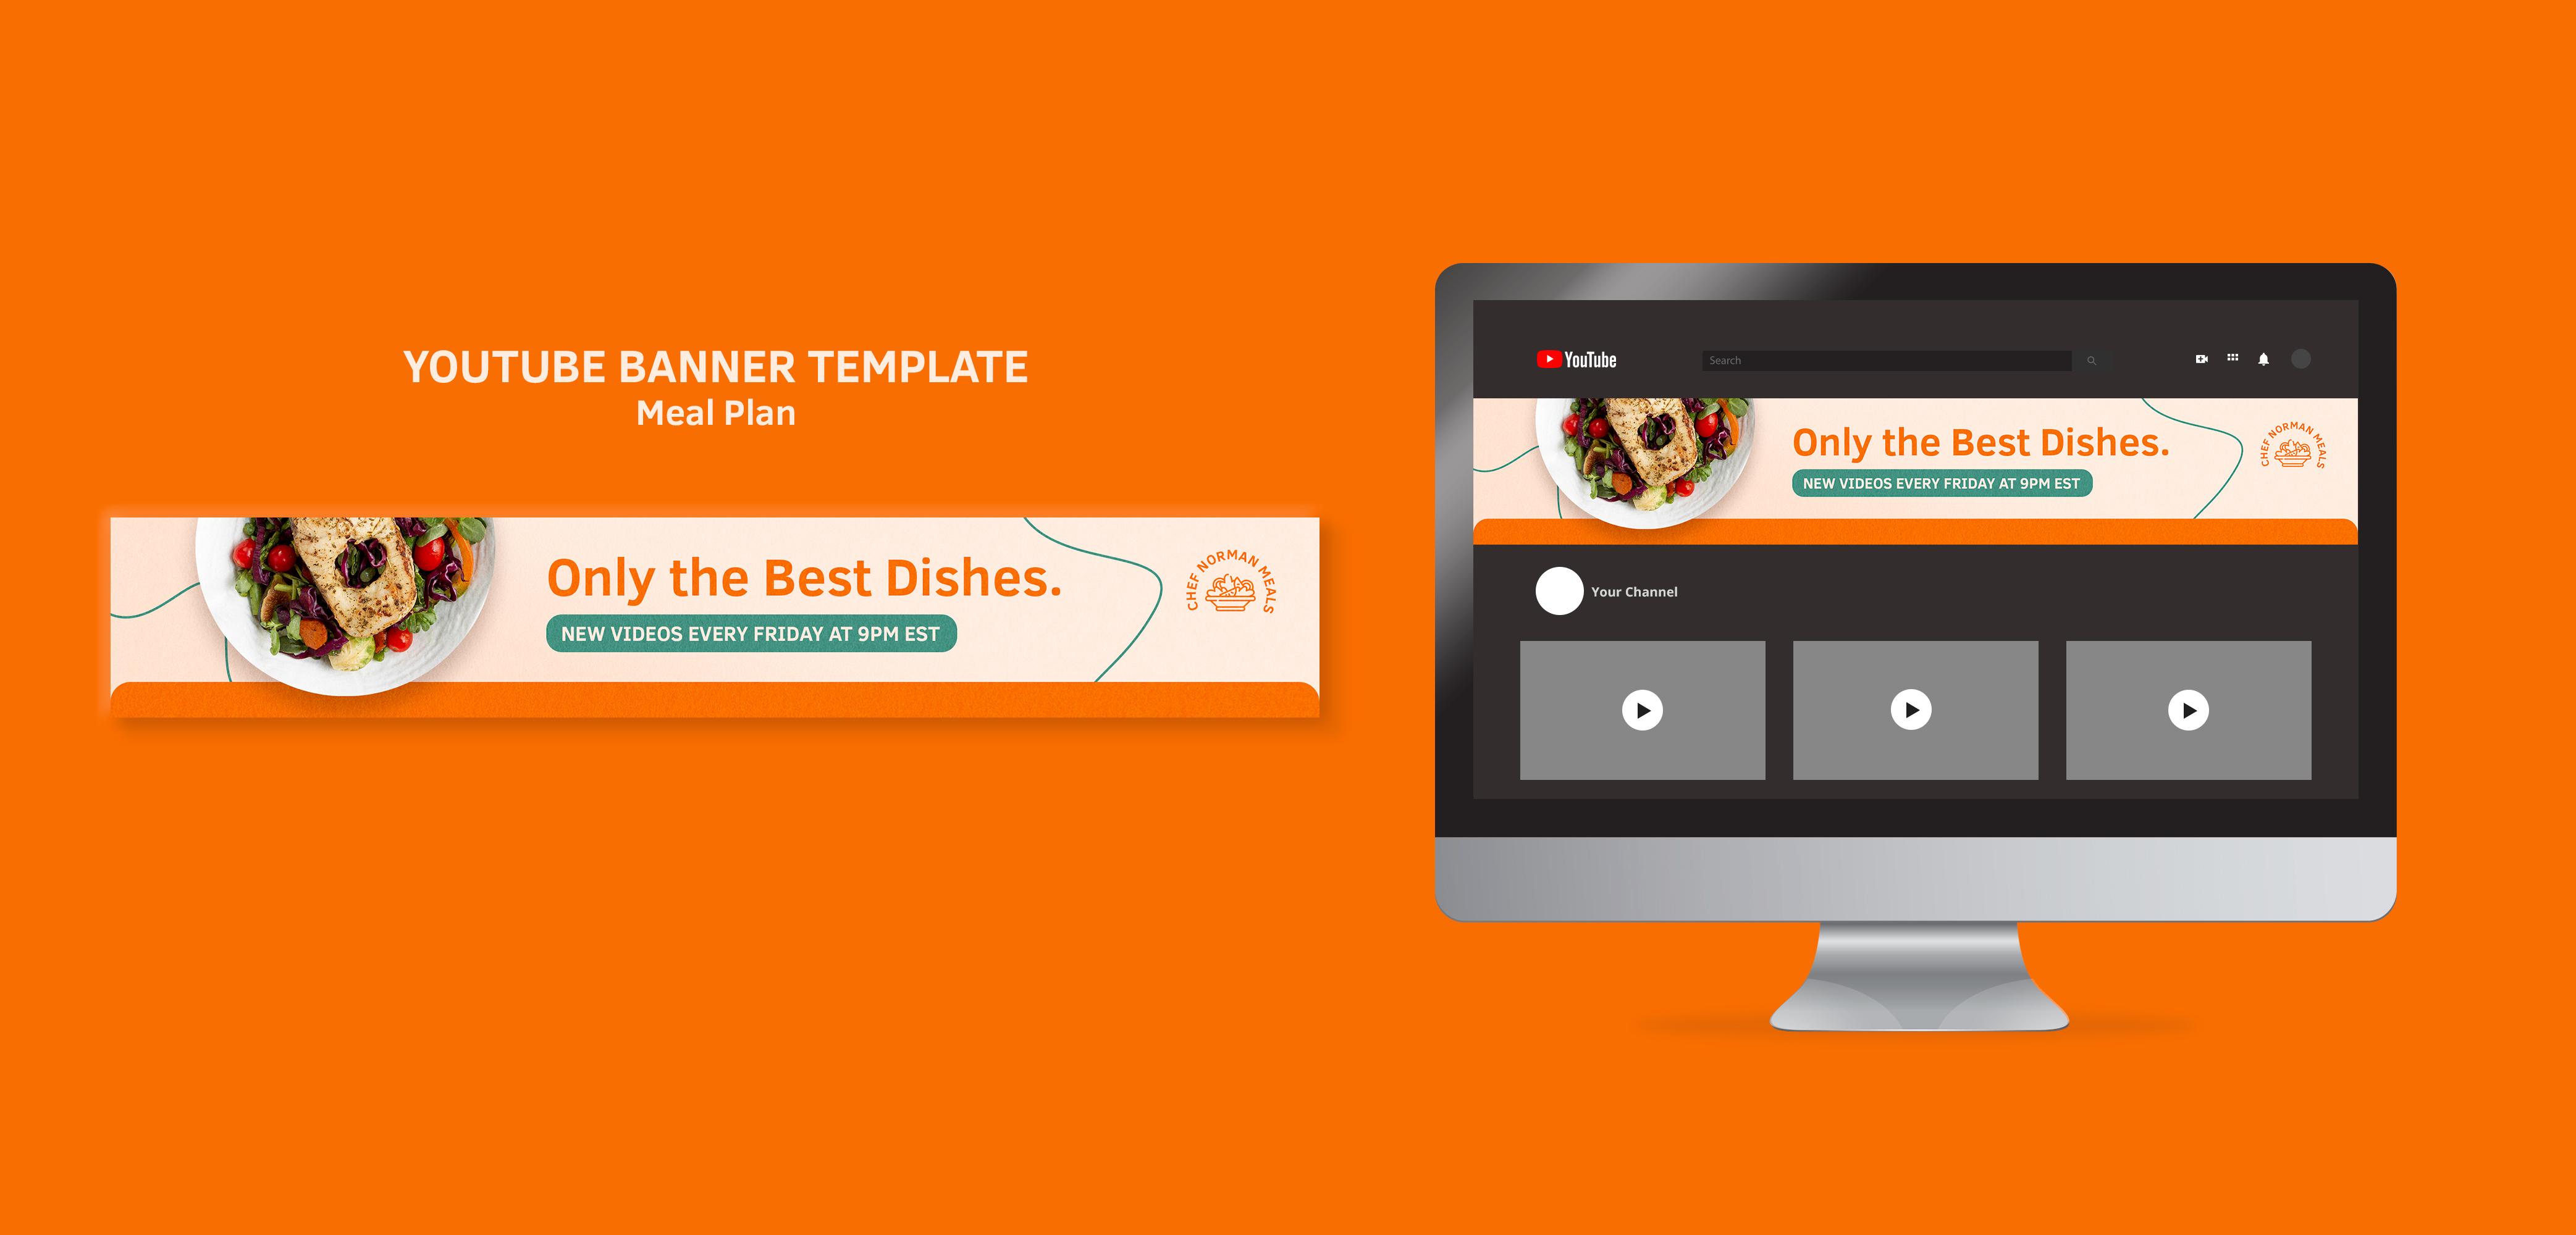 YOUTUBE BANNER TEMPLATE
Meal Plan
Only the Best Dishes.
NEW VIDEOS EVERY FRIDAY AT 9PM EST
CHEF NORMAN MEALS
YouTube
Search
Only the Best Dishes.
NEW VIDEOS EVERY FRIDAY AT 9PM EST
CHEF NORMAN MEALS
Your Channel